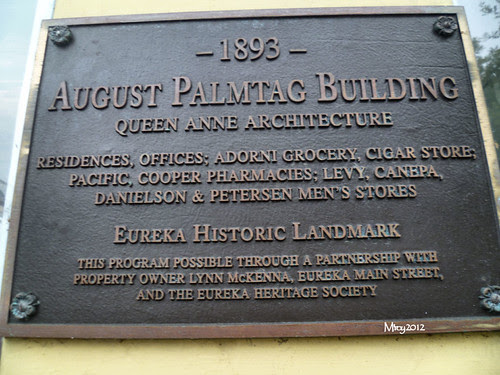 – 1893 –
AUGUST PALMTAG BUILDING
QUEEN ANNE ARCHITECTURE
RESIDENCES, OFFICES; ADORNI GROCERY, CIGAR STORE;
PACIFIC, COOPER PHARMACIES; LEVY, CANEPA,
DANIELSON & PETERSEN MEN'S STORES
EUREKA HISTORIC LANDMARK
THIS PROGRAM POSSIBLE THROUGH A PARTNERSHIP WITH
PROPERTY OWNER LYNN MCKENNA, EUREKA MAIN STREET,
AND THE EUREKA HERITAGE SOCIETY